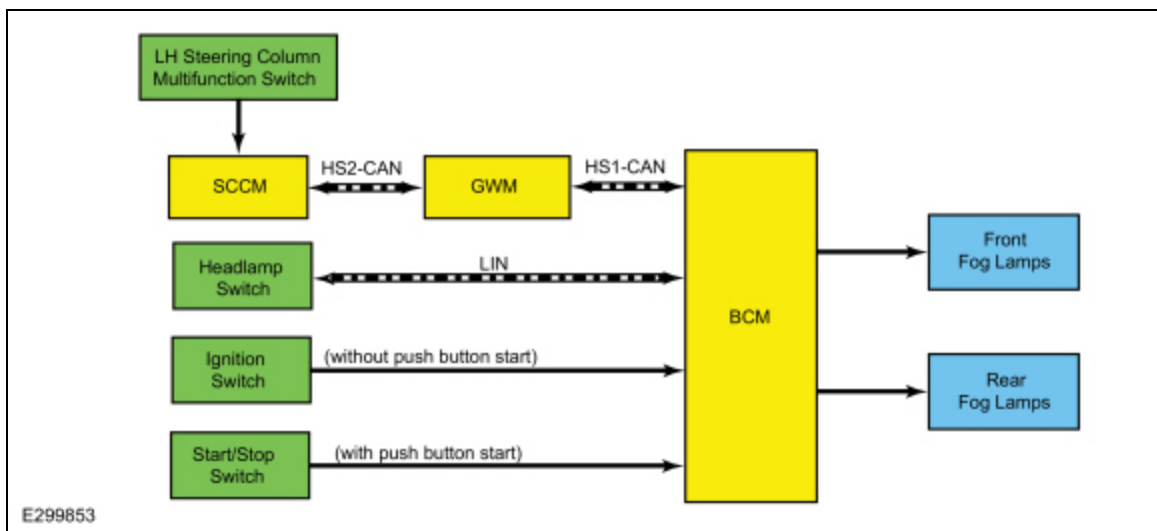 LH Steering Column
Multifunction Switch
SCCM
HS2-CAN
GWM
HS1-CAN
BCM
Headlamp
Switch
LIN
Ignition
Switch
(without push button start)
Start/Stop
Switch
(with push button start)
Front
Fog Lamps
Rear
Fog Lamps
E299853